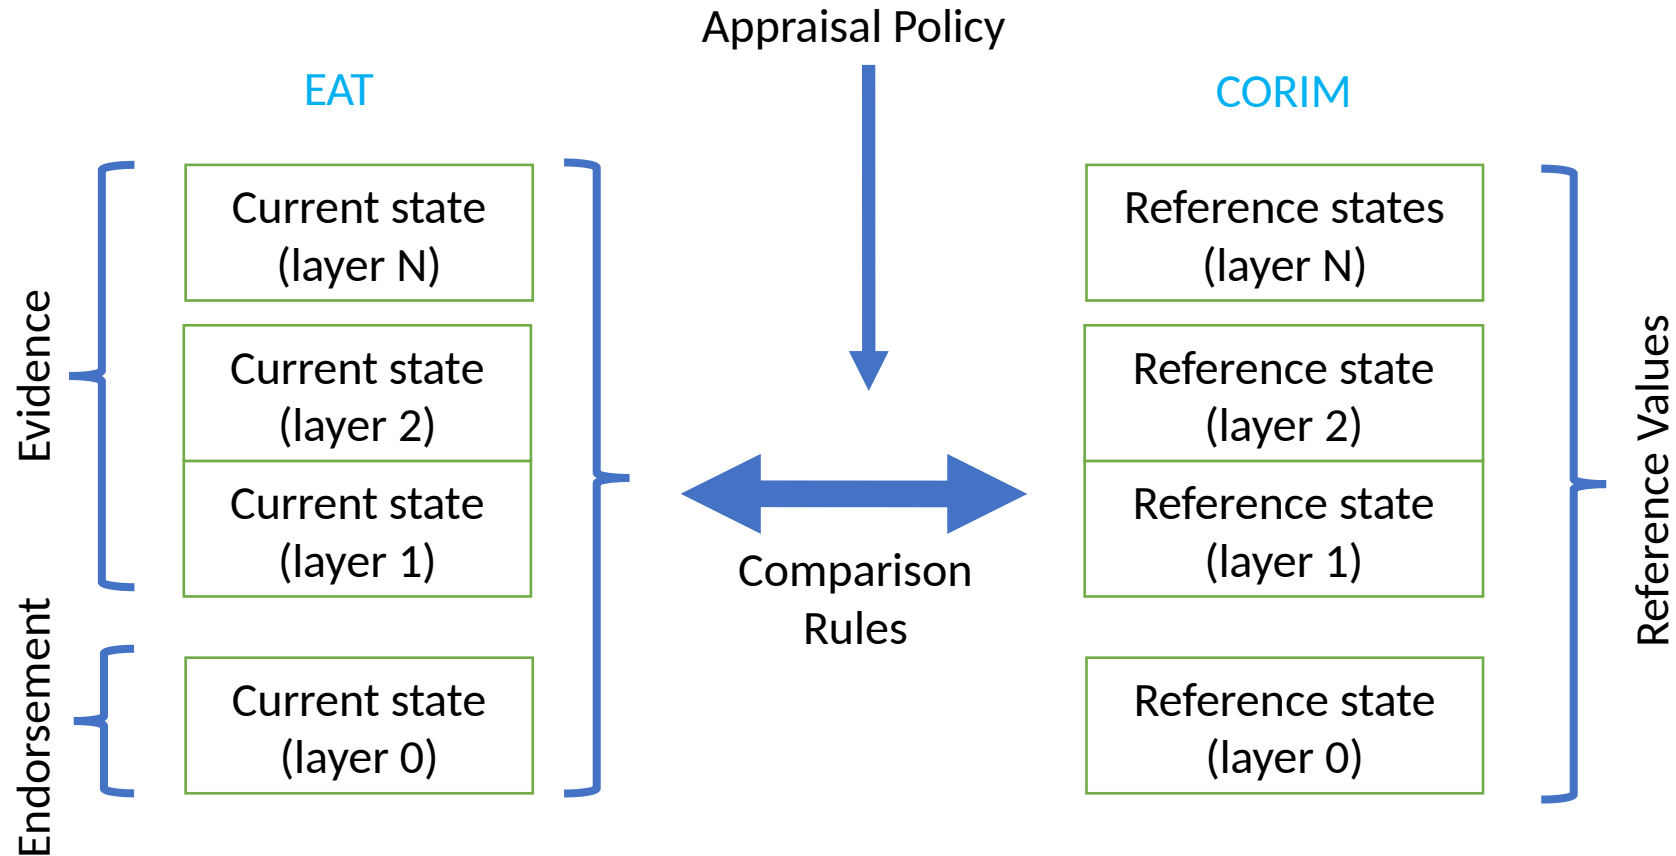 Appraisal Policy
EAT
CORIM
Evidence
Endorsement
Current state
(layer N)
Current state
(layer 2)
Current state
(layer 1)
Current state
(layer 0)
Comparison
Rules
Reference states
(layer N)
Reference state
(layer 2)
Reference state
(layer 1)
Reference state
(layer 0)
Reference Values